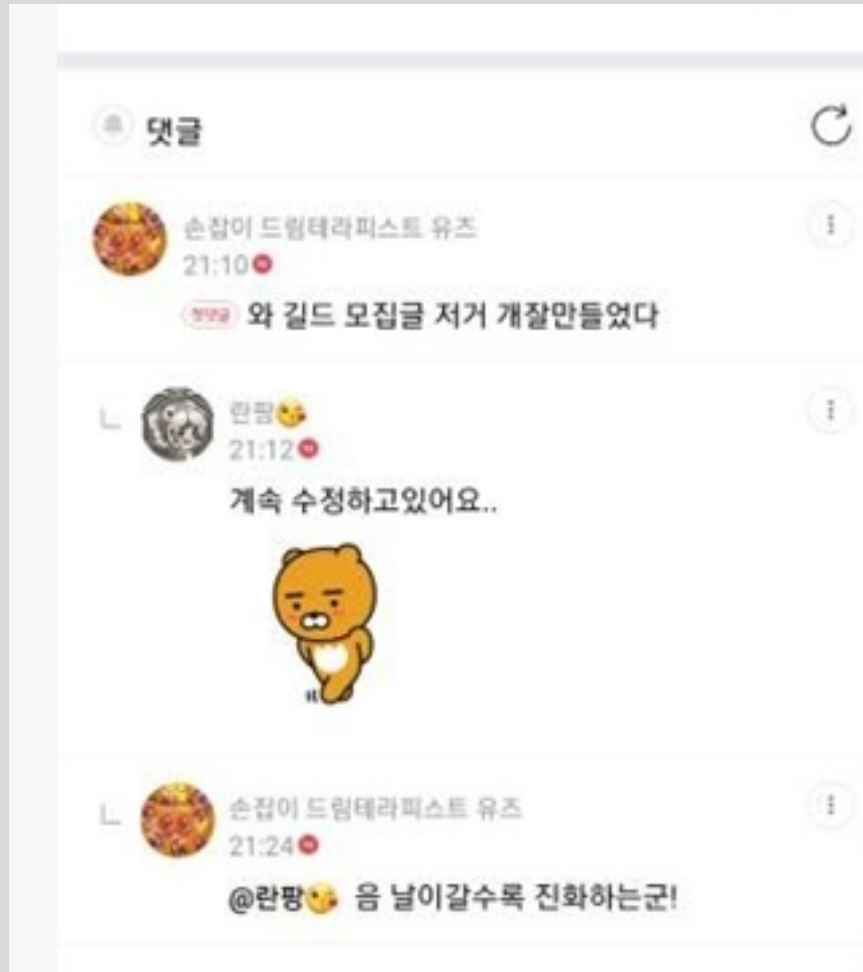 댓글
손잡이 드림테라피스트 유즈
21:10
첫댓글 와 길드 모집글 저거 개잘만들었다
란팡😘
21:12
계속 수정하고있어요..
손잡이 드림테라피스트 유즈
21:24
@란팡😘 음 날이갈수록 진화하는군!